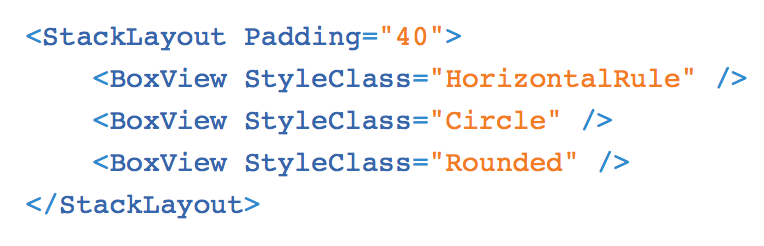 <StackLayout Padding="40">
    <BoxView StyleClass="HorizontalRule" />
    <BoxView StyleClass="Circle" />
    <BoxView StyleClass="Rounded" />
</StackLayout>